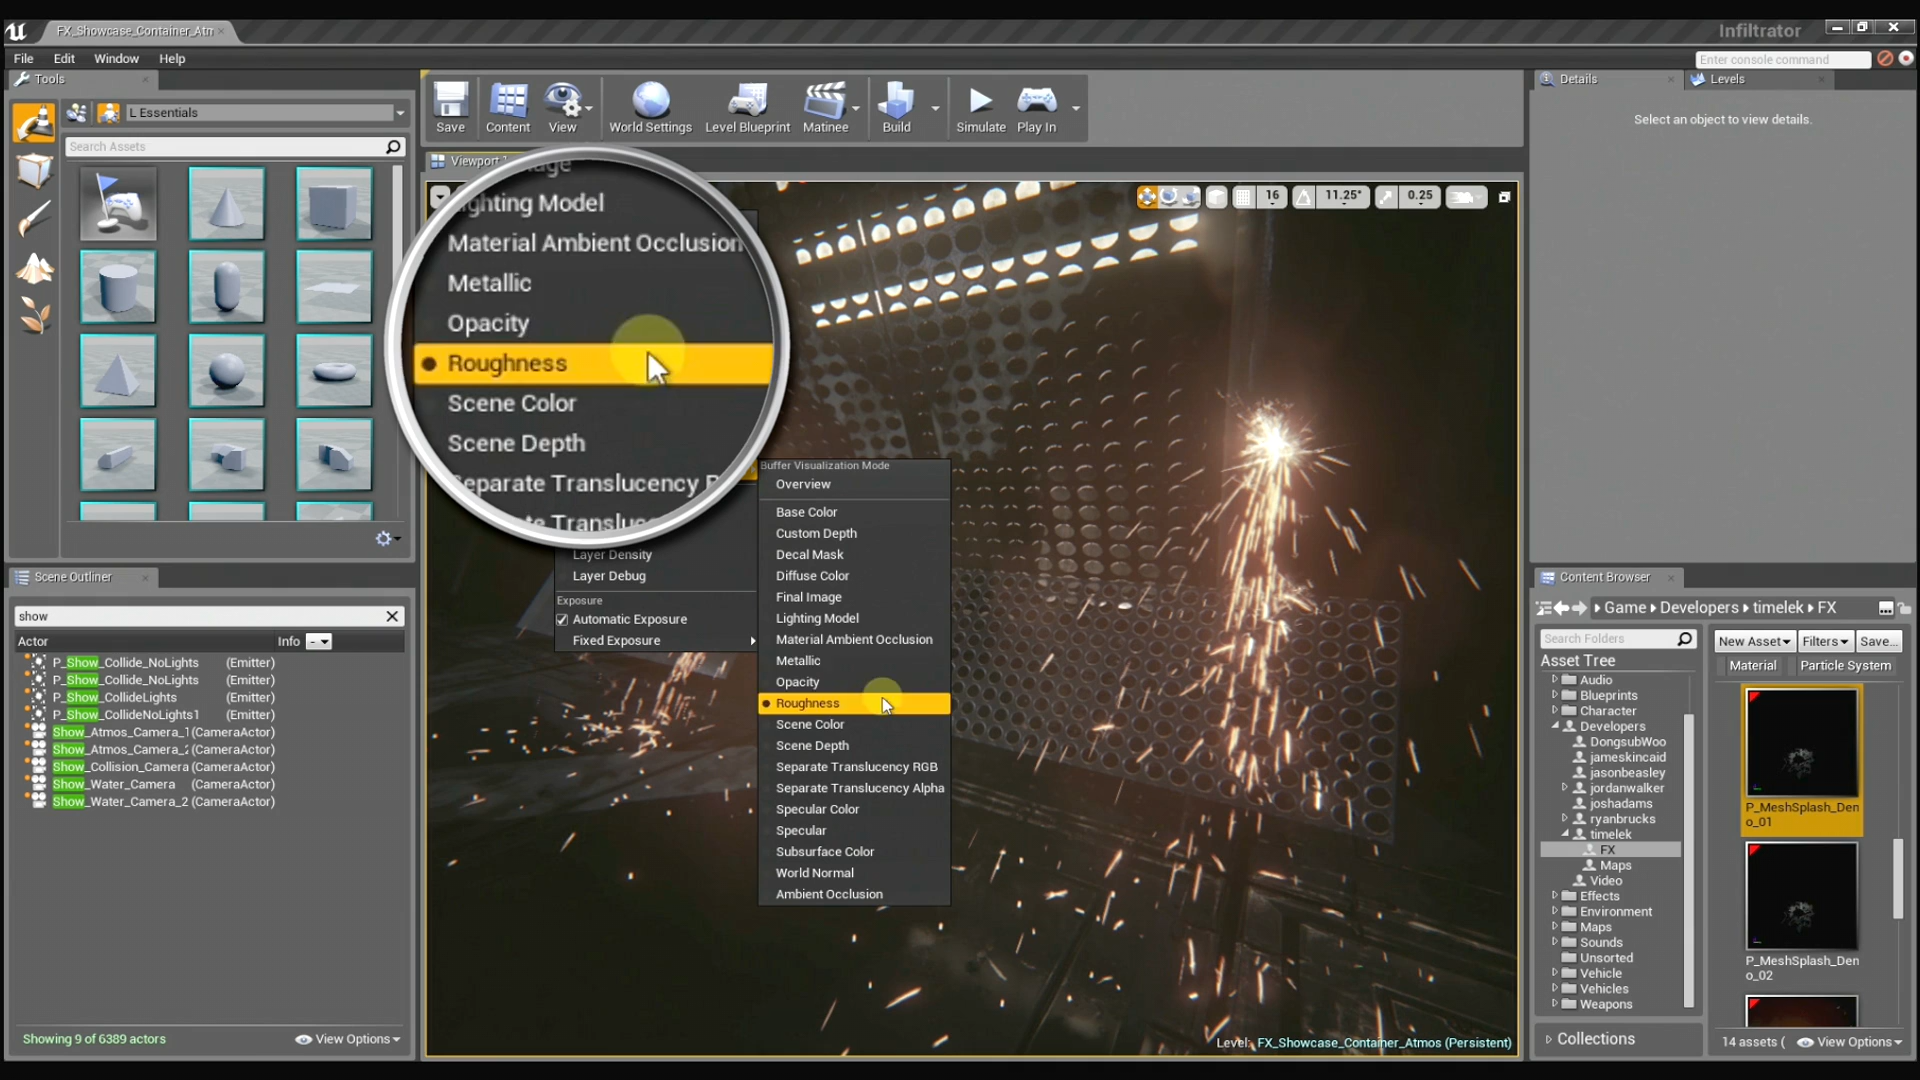 FX_Showcase_Container_Atm
Infiltrator
File Edit Window Help
Enter console command
Tools
L Essentials
Search Assets
Save Content View World Settings Level Blueprint Matinee Build Simulate Play In
Viewport 1
16 11.25° 0.25
Lighting Model
Material Ambient Occlusion
Metallic
Opacity
Roughness
Scene Color
Scene Depth
Separate Translucency
Layer Density
Layer Debug
Exposure
Automatic Exposure
Fixed Exposure
Buffer Visualization Mode
Overview
Base Color
Custom Depth
Decal Mask
Diffuse Color
Final Image
Lighting Model
Material Ambient Occlusion
Metallic
Opacity
Roughness
Scene Color
Scene Depth
Separate Translucency RGB
Separate Translucency Alpha
Specular Color
Specular
Subsurface Color
World Normal
Ambient Occlusion
Level: FX_Showcase_Container_Atmos (Persistent)
Scene Outliner
show
Actor Info -
P_Show_Collide_NoLights (Emitter)
P_Show_Collide_NoLights (Emitter)
P_Show_CollideLights (Emitter)
P_Show_CollideNoLights1 (Emitter)
Show_Atmos_Camera_1 (CameraActor)
Show_Atmos_Camera_2 (CameraActor)
Show_Collision_Camera (CameraActor)
Show_Water_Camera (CameraActor)
Show_Water_Camera_2 (CameraActor)
Showing 9 of 6389 actors
View Options
Details Levels
Select an object to view details.
Content Browser
Game Developers timelek FX
Search Folders
New Asset Filters Save...
Asset Tree
Material Particle System
Audio
Blueprints
Character
Developers
DongsubWoo
jameskincaid
jasonbeasley
jordanwalker
joshadams
ryanbrucks
timelek
FX
Maps
Video
Effects
Environment
Maps
Sounds
Unsorted
Vehicle
Vehicles
Weapons
Collections
P_MeshSplash_Den
o_01
P_MeshSplash_Den
o_02
14 assets (
View Options